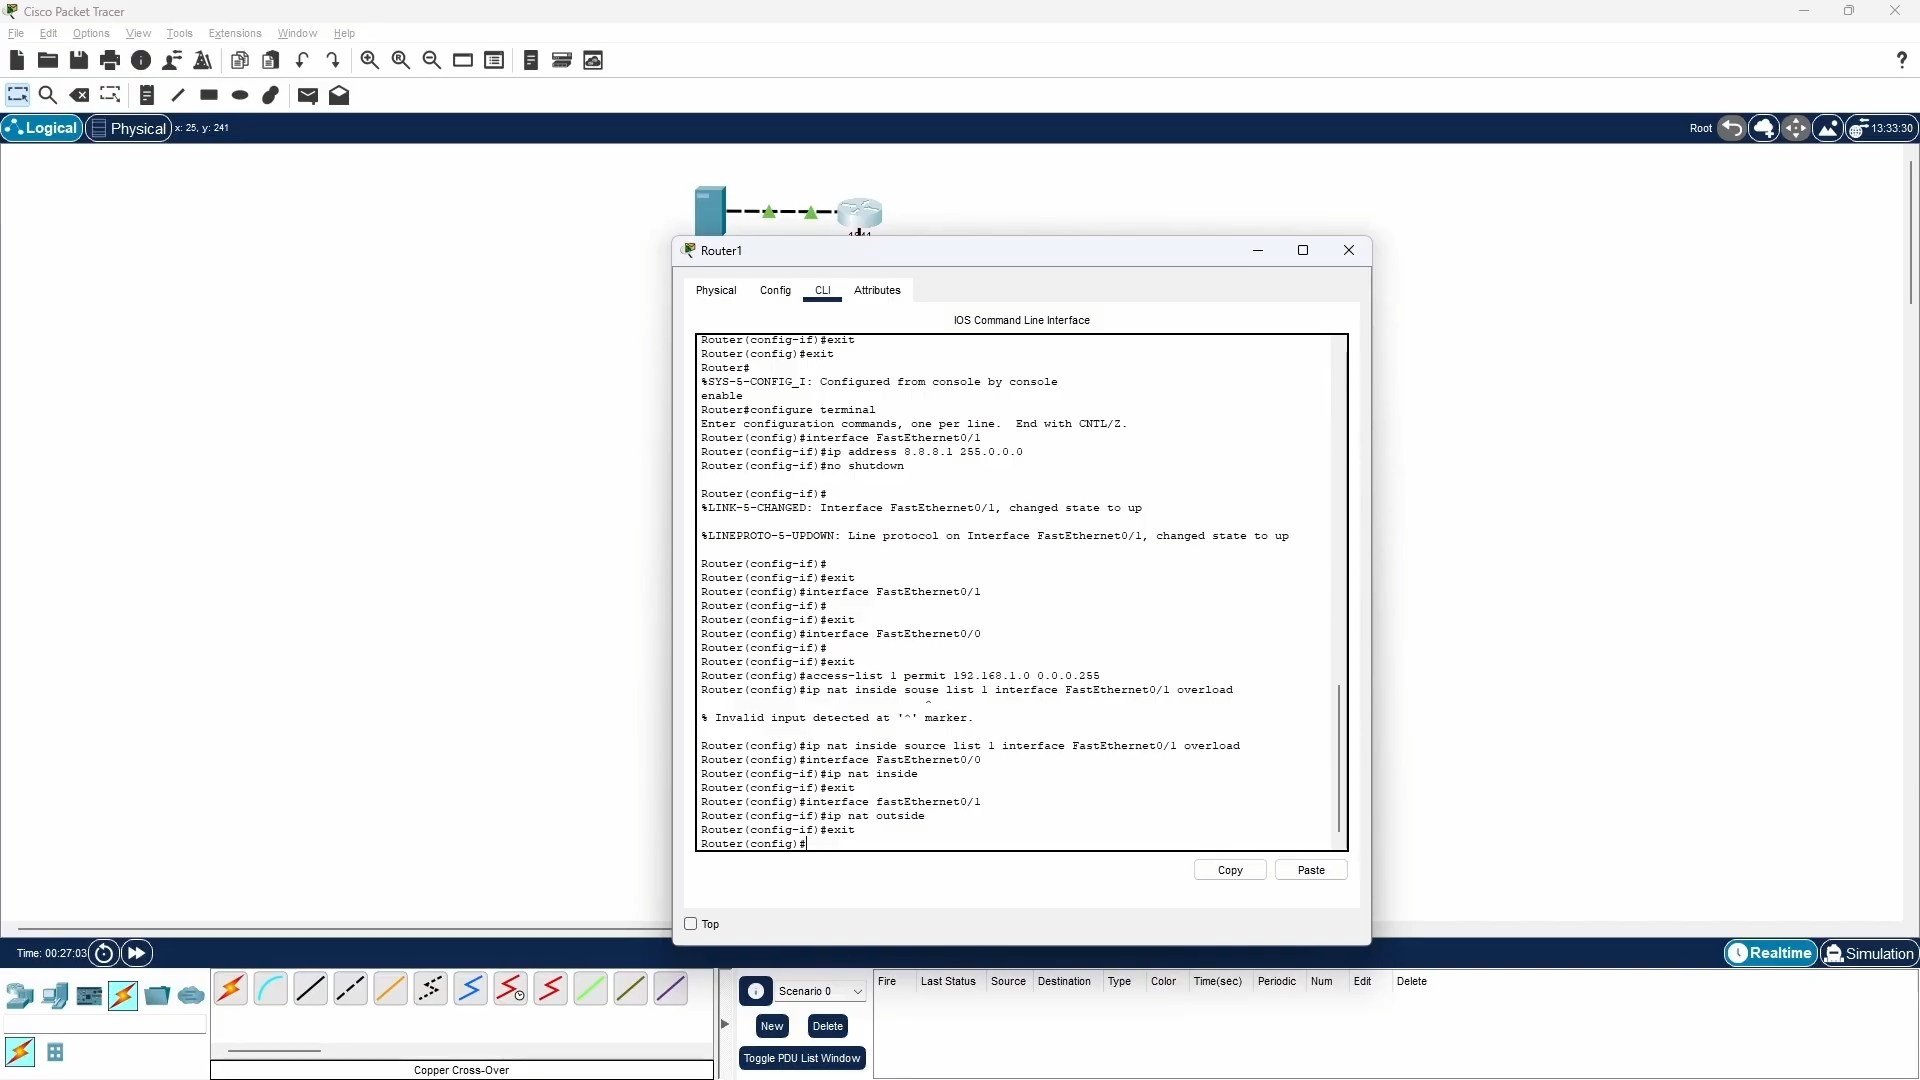 Cisco Packet Tracer
File Edit Options View Tools Extensions Window Help
?
Logical Physical x: 25, y: 241 Root 13:33:30
1841
Router1
Physical Config CLI Attributes
IOS Command Line Interface
Router(config-if)#exit
Router(config)#exit
Router#
%SYS-5-CONFIG_I: Configured from console by console
enable
Router#configure terminal
Enter configuration commands, one per line.  End with CNTL/Z.
Router(config)#interface FastEthernet0/1
Router(config-if)#ip address 8.8.8.1 255.0.0.0
Router(config-if)#no shutdown
Router(config-if)#
%LINK-5-CHANGED: Interface FastEthernet0/1, changed state to up
%LINEPROTO-5-UPDOWN: Line protocol on Interface FastEthernet0/1, changed state to up
Router(config-if)#
Router(config-if)#exit
Router(config)#interface FastEthernet0/1
Router(config-if)#
Router(config-if)#exit
Router(config)#interface FastEthernet0/0
Router(config-if)#
Router(config-if)#exit
Router(config)#access-list 1 permit 192.168.1.0 0.0.0.255
Router(config)#ip nat inside souse list 1 interface FastEthernet0/1 overload
^
% Invalid input detected at '^' marker.
Router(config)#ip nat inside source list 1 interface FastEthernet0/1 overload
Router(config)#interface FastEthernet0/0
Router(config-if)#ip nat inside
Router(config-if)#exit
Router(config)#interface fastEthernet0/1
Router(config-if)#ip nat outside
Router(config-if)#exit
Router(config)#
Copy Paste
Top
Time: 00:27:03 Realtime Simulation
Scenario 0 Fire Last Status Source Destination Type Color Time(sec) Periodic Num Edit Delete
New Delete
Toggle PDU List Window
Copper Cross-Over